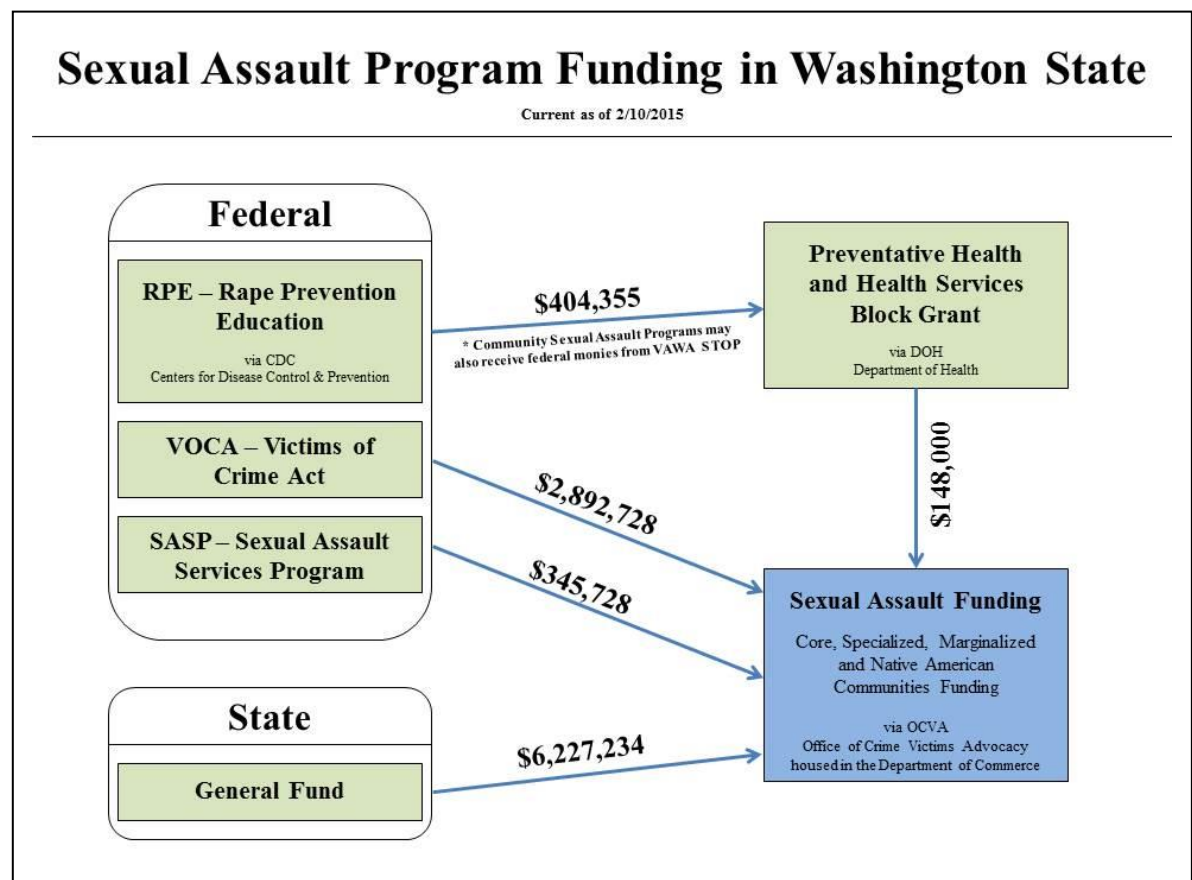 Sexual Assault Program Funding in Washington State
Current as of 2/10/2015
Federal
RPE – Rape Prevention
Education
via CDC
Centers for Disease Control & Prevention
VOCA – Victims of
Crime Act
SASP – Sexual Assault
Services Program
State
General Fund
$404,355
* Community Sexual Assault Programs may
also receive federal monies from VAWA STOP
$2,892,728
$345,728
$6,227,234
Preventative Health
and Health Services
Block Grant
via DOH
Department of Health
$148,000
Sexual Assault Funding
Core, Specialized, Marginalized
and Native American
Communities Funding
via OCVA
Office of Crime Victims Advocacy
housed in the Department of Commerce